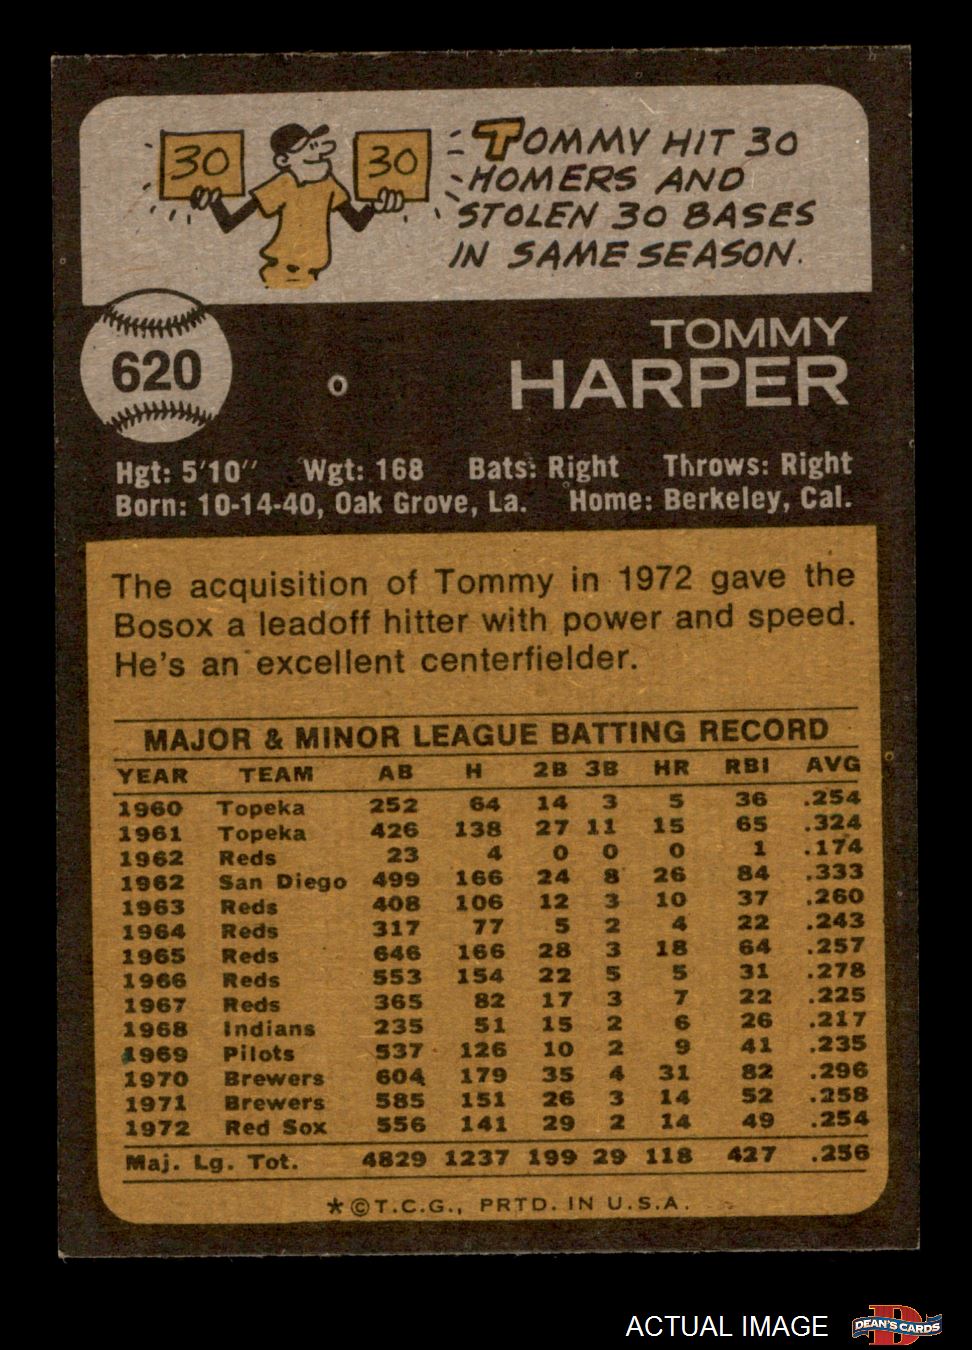 30
30
TOMMY HIT 30
HOMERS AND
STOLEN 30 BASES
IN SAME SEASON.
620
TOMMY
HARPER
Hgt: 5'10" Wgt: 168 Bats: Right Throws: Right
Born: 10-14-40, Oak Grove, La. Home: Berkeley, Cal.
The acquisition of Tommy in 1972 gave the
Bosox a leadoff hitter with power and speed.
He's an excellent centerfielder.
MAJOR & MINOR LEAGUE BATTING RECORD
YEAR TEAM AB H 2B 3B HR RBI AVG
1960 Topeka 252 64 14 3 5 36 .254
1961 Topeka 426 138 27 11 15 65 .324
1962 Reds 23 4 0 0 0 1 .174
1962 San Diego 499 166 24 8 26 84 .333
1963 Reds 408 106 12 3 10 37 .260
1964 Reds 317 77 5 2 4 22 .243
1965 Reds 646 166 28 3 18 64 .257
1966 Reds 553 154 22 5 5 31 .278
1967 Reds 365 82 17 3 7 22 .225
1968 Indians 235 51 15 2 6 26 .217
1969 Pilots 537 126 10 2 9 41 .235
1970 Brewers 604 179 35 4 31 82 .296
1971 Brewers 585 151 26 3 14 52 .258
1972 Red Sox 556 141 29 2 14 49 .254
Maj. Lg. Tot. 4829 1237 199 29 118 427 .256
*©T.C.G., PRTD. IN U.S.A.
ACTUAL IMAGE
D
DEAN'S CARDS